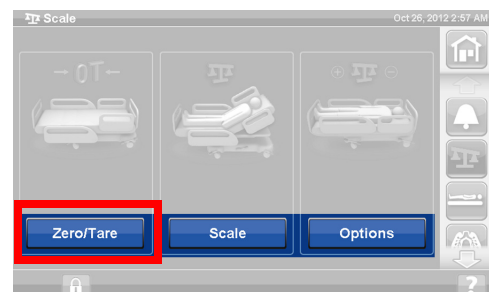 Scale Oct 26, 2012 2:57 AM
→ 0T ←
Zero/Tare Scale Options
?